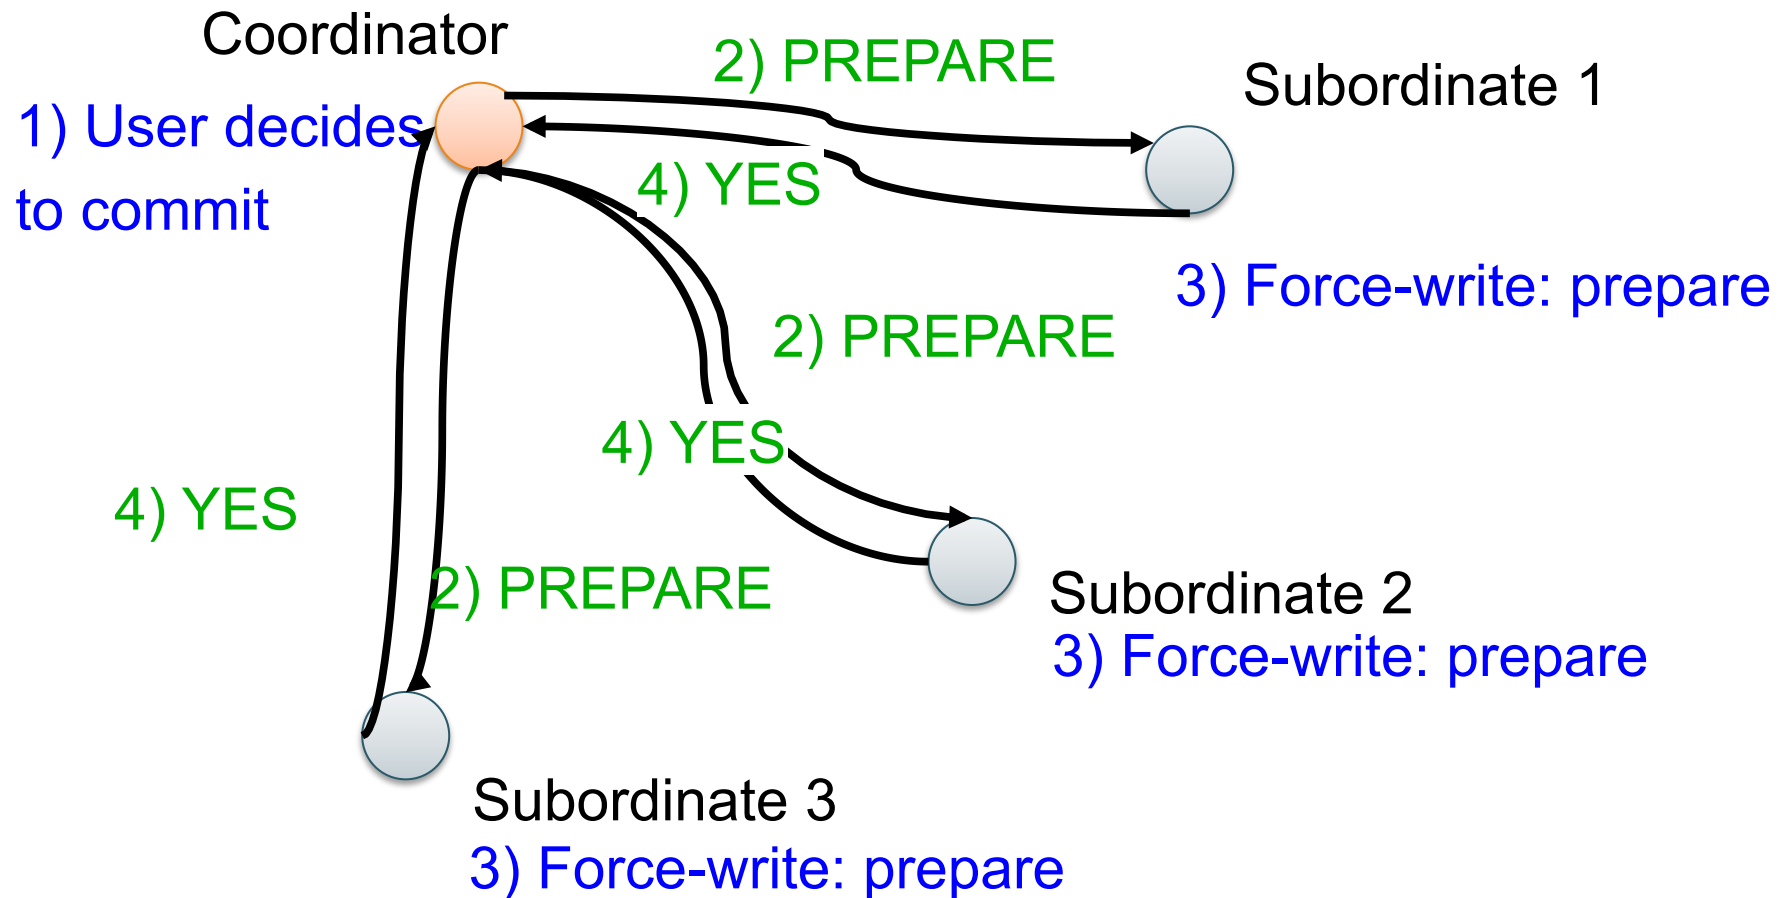 Coordinator
2) PREPARE
Subordinate 1
1) User decides
to commit
4) YES
3) Force-write: prepare
2) PREPARE
4) YES
4) YES
2) PREPARE
Subordinate 2
3) Force-write: prepare
Subordinate 3
3) Force-write: prepare